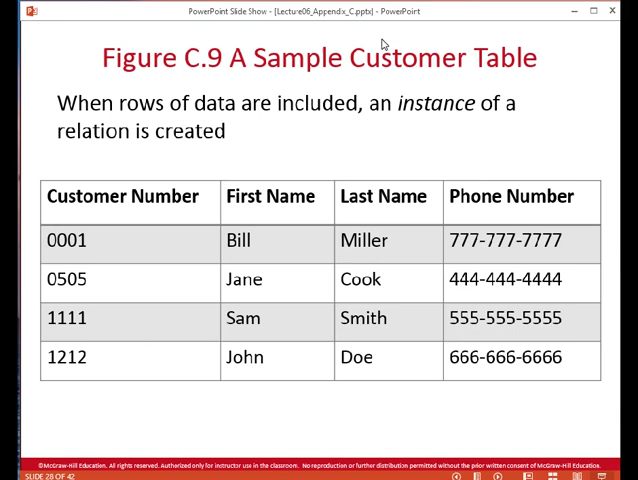 PowerPoint Slide Show - [Lecture06_Appendix_C.pptx] - PowerPoint
Figure C.9 A Sample Customer Table
When rows of data are included, an instance of a
relation is created
Customer Number First Name Last Name Phone Number
0001 Bill Miller 777-777-7777
0505 Jane Cook 444-444-4444
1111 Sam Smith 555-555-5555
1212 John Doe 666-666-6666
©McGraw-Hill Education. All rights reserved. Authorized only for instructor use in the classroom. No reproduction or further distribution permitted without the prior written consent of McGraw-Hill Education.
SLIDE 28 OF 42